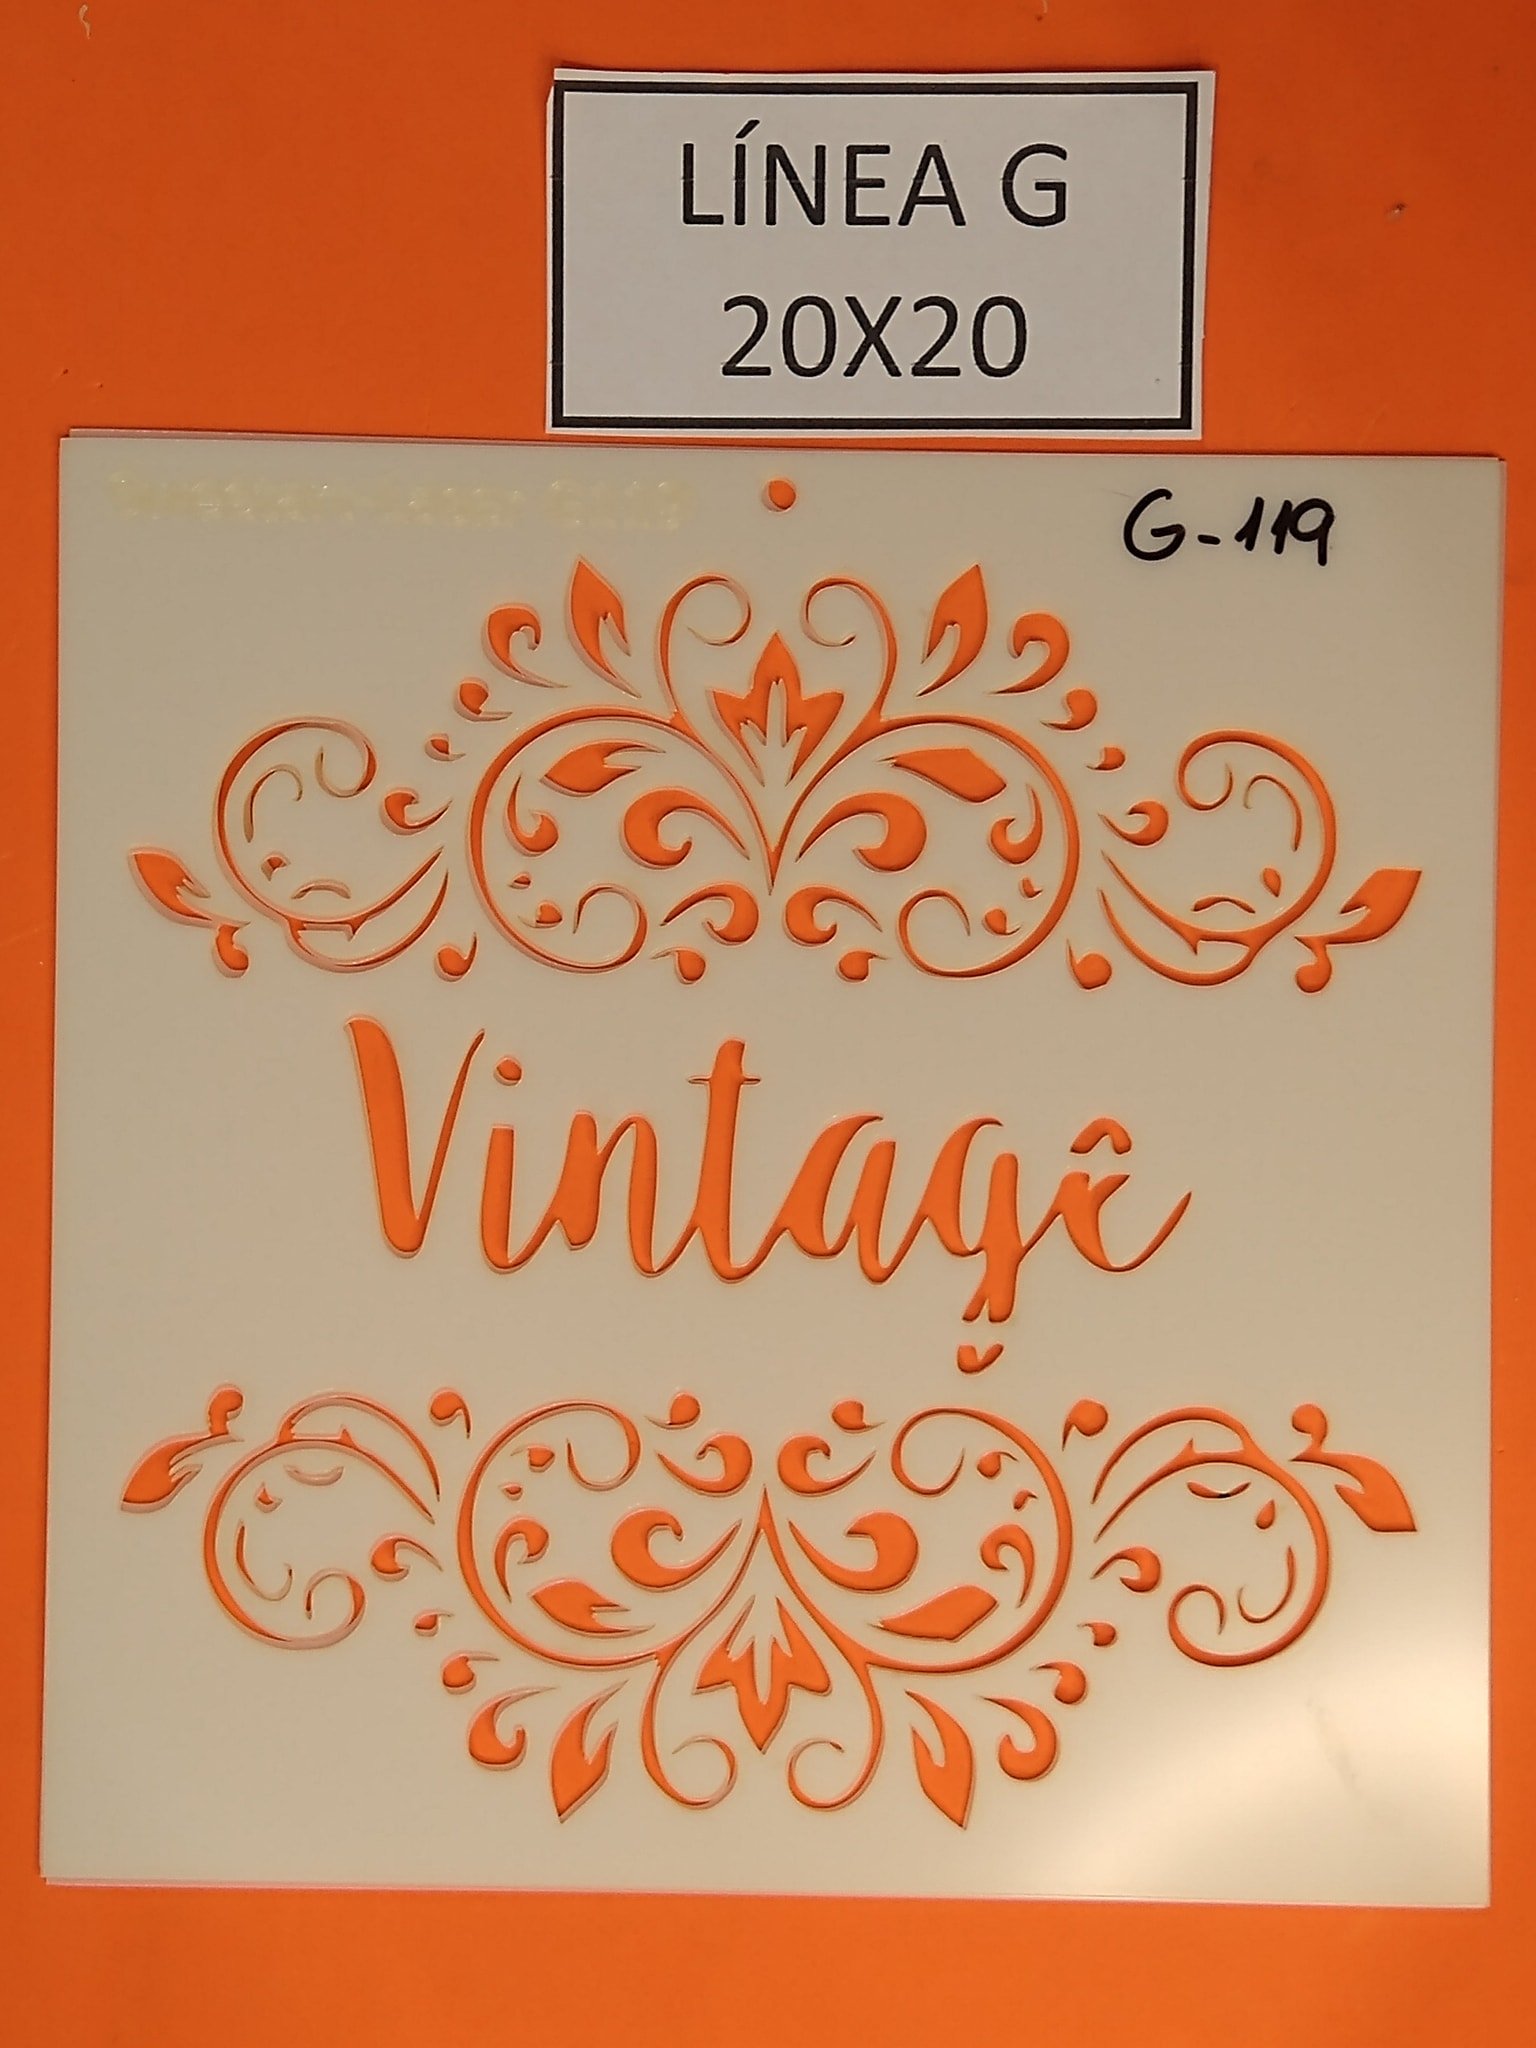 LÍNEA G
20X20
G-119
Vintage